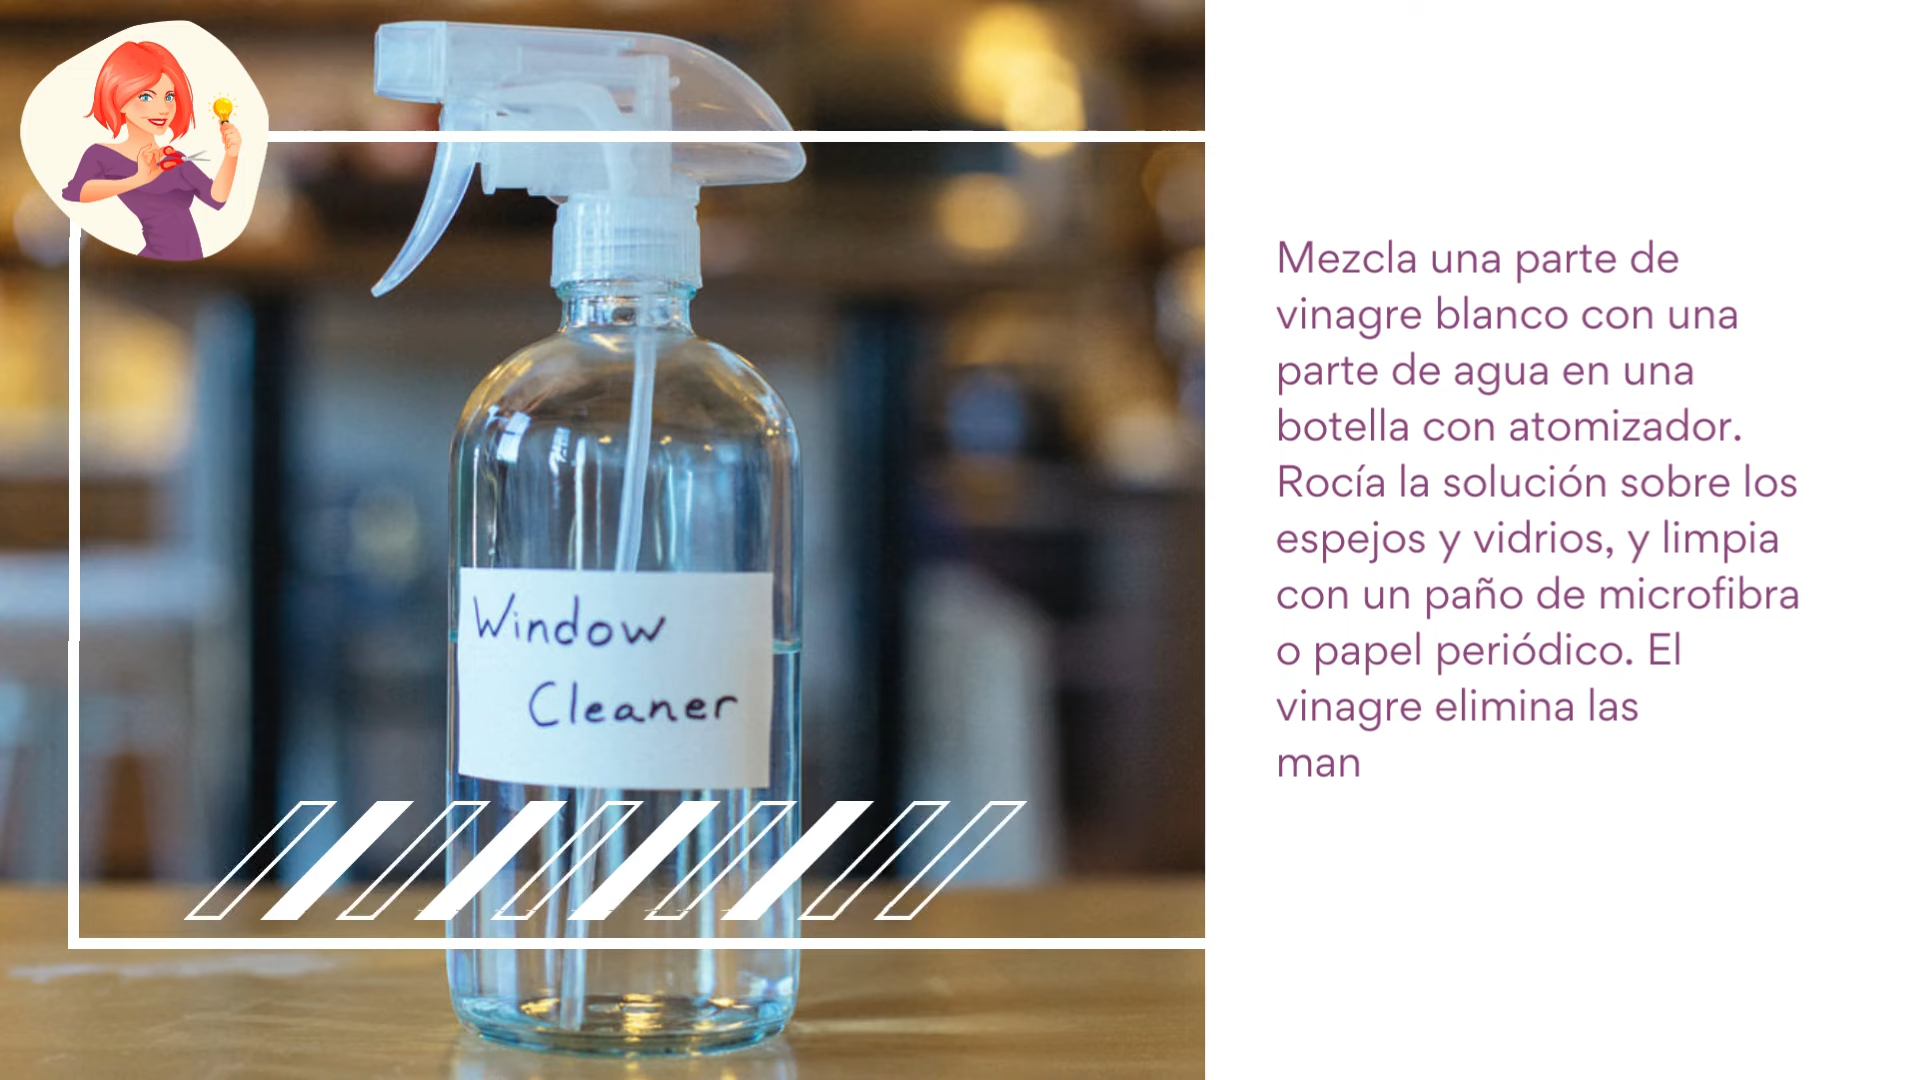 Window
Cleaner
Mezcla una parte de
vinagre blanco con una
parte de agua en una
botella con atomizador.
Rocía la solución sobre los
espejos y vidrios, y limpia
con un paño de microfibra
o papel periódico. El
vinagre elimina las
man